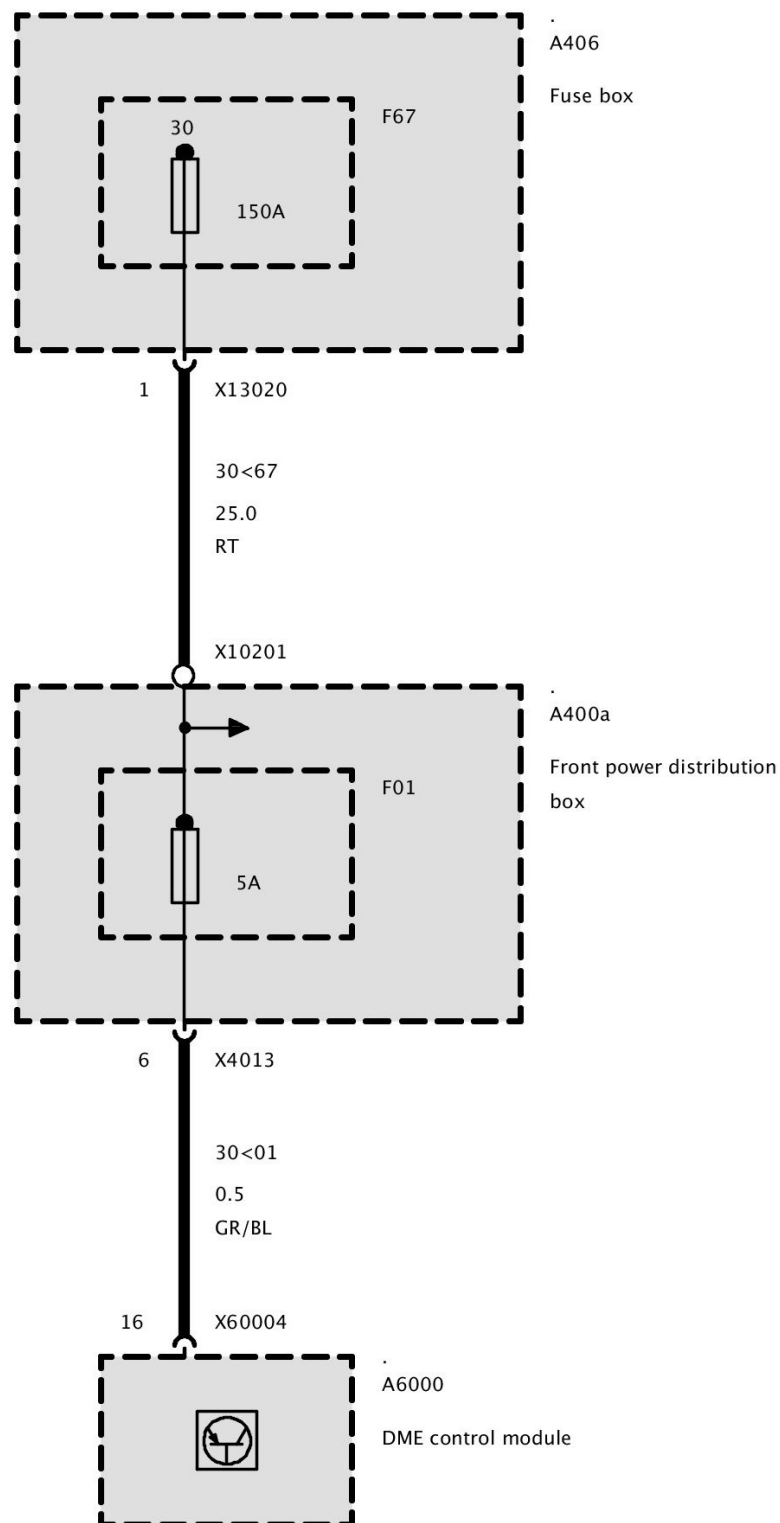 .
A406
Fuse box
F67
30
150A
1 X13020
30<67
25.0
RT
X10201
.
A400a
Front power distribution
box
F01
5A
6 X4013
30<01
0.5
GR/BL
16 X60004
.
A6000
DME control module